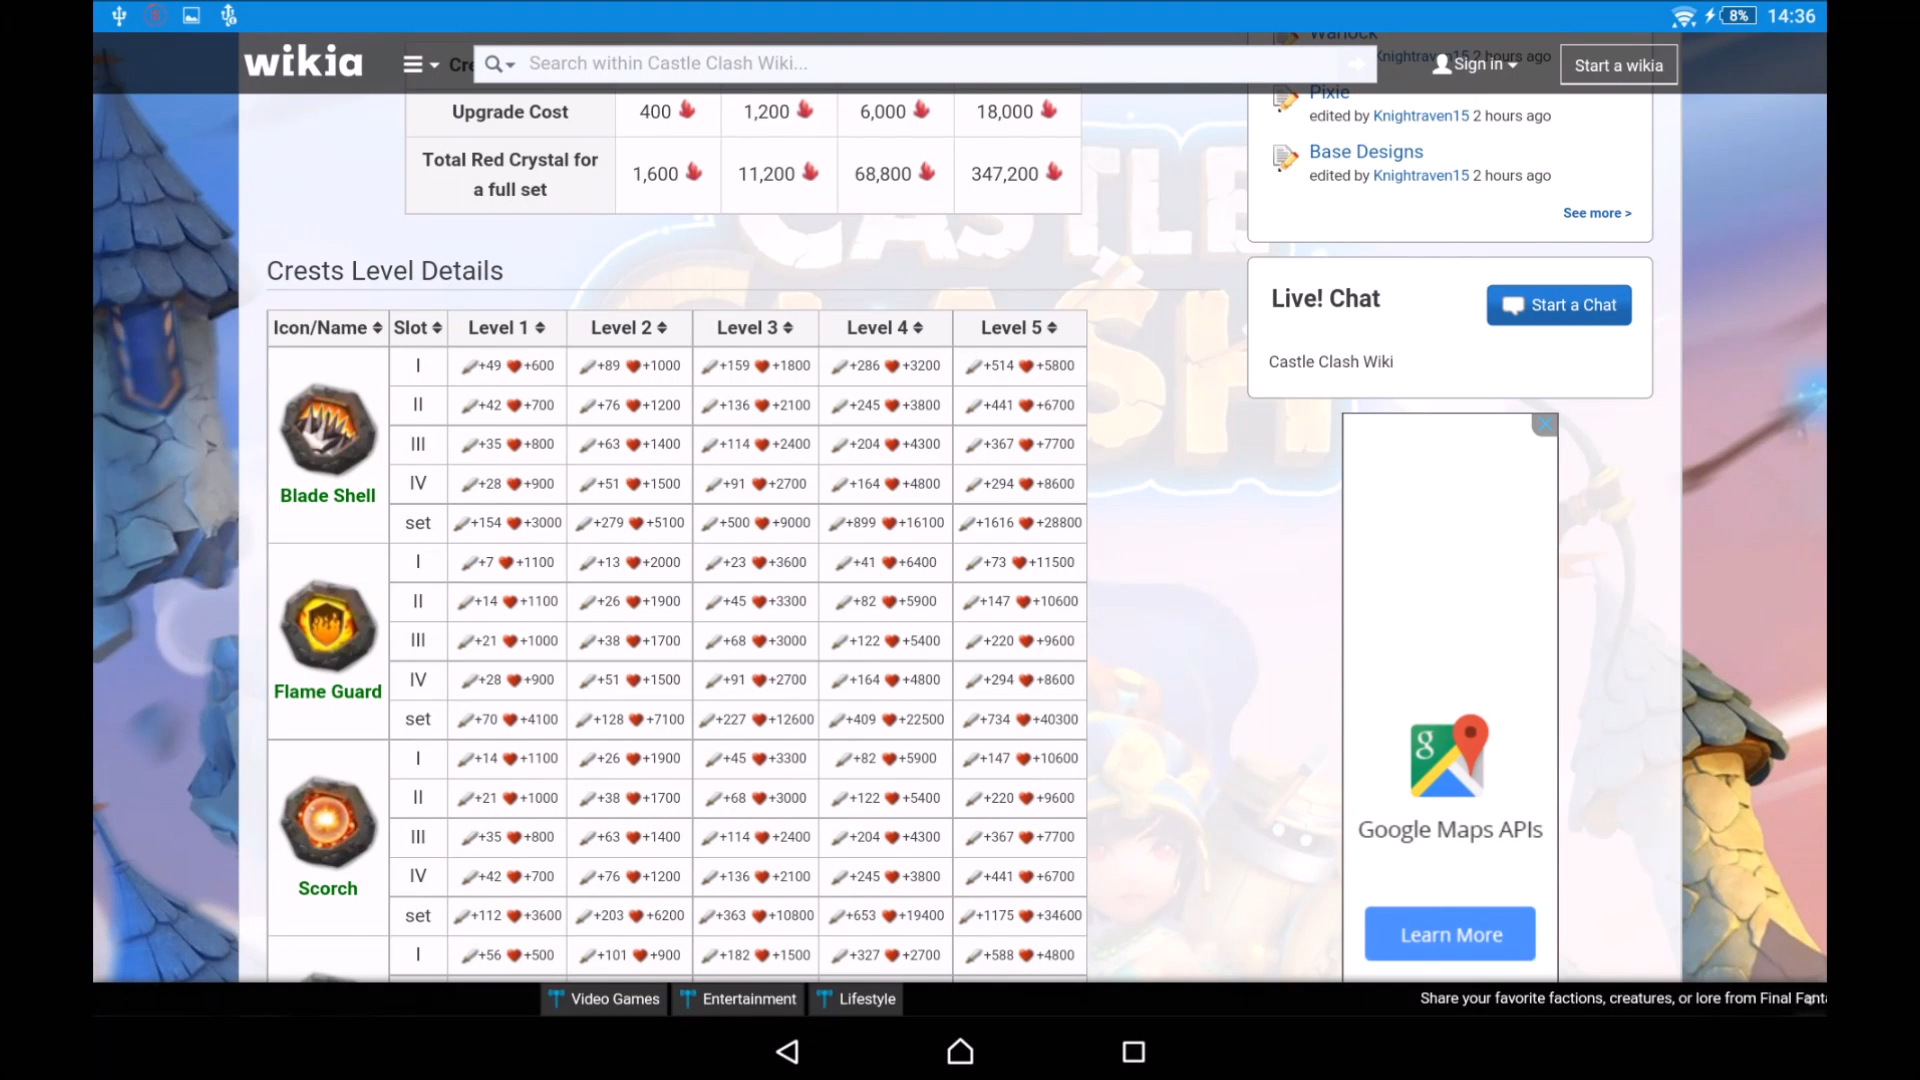 8% 14:36
wikia
Cre
Search within Castle Clash Wiki...
Sign in
Start a wikia
Warlock
Knightraven15 2 hours ago
Pixie
edited by Knightraven15 2 hours ago
Base Designs
edited by Knightraven15 2 hours ago
See more >
Upgrade Cost 400 1,200 6,000 18,000
Total Red Crystal for
a full set 1,600 11,200 68,800 347,200
CASTLE
CLASH
Crests Level Details
Icon/Name Slot Level 1 Level 2 Level 3 Level 4 Level 5
Blade Shell
I +49 +600 +89 +1000 +159 +1800 +286 +3200 +514 +5800
II +42 +700 +76 +1200 +136 +2100 +245 +3800 +441 +6700
III +35 +800 +63 +1400 +114 +2400 +204 +4300 +367 +7700
IV +28 +900 +51 +1500 +91 +2700 +164 +4800 +294 +8600
set +154 +3000 +279 +5100 +500 +9000 +899 +16100 +1616 +28800
Flame Guard
I +7 +1100 +13 +2000 +23 +3600 +41 +6400 +73 +11500
II +14 +1100 +26 +1900 +45 +3300 +82 +5900 +147 +10600
III +21 +1000 +38 +1700 +68 +3000 +122 +5400 +220 +9600
IV +28 +900 +51 +1500 +91 +2700 +164 +4800 +294 +8600
set +70 +4100 +128 +7100 +227 +12600 +409 +22500 +734 +40300
Scorch
I +14 +1100 +26 +1900 +45 +3300 +82 +5900 +147 +10600
II +21 +1000 +38 +1700 +68 +3000 +122 +5400 +220 +9600
III +35 +800 +63 +1400 +114 +2400 +204 +4300 +367 +7700
IV +42 +700 +76 +1200 +136 +2100 +245 +3800 +441 +6700
set +112 +3600 +203 +6200 +363 +10800 +653 +19400 +1175 +34600
I +56 +500 +101 +900 +182 +1500 +327 +2700 +588 +4800
Live! Chat
Start a Chat
Castle Clash Wiki
g
Google Maps APIs
Learn More
Video Games
Entertainment
Lifestyle
Share your favorite factions, creatures, or lore from Final Fant